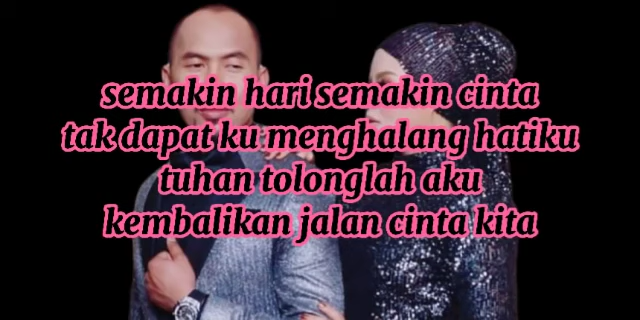 semakin hari semakin cinta
tak dapat ku menghalang hatiku
tuhan tolonglah aku
kembalikan jalan cinta kita